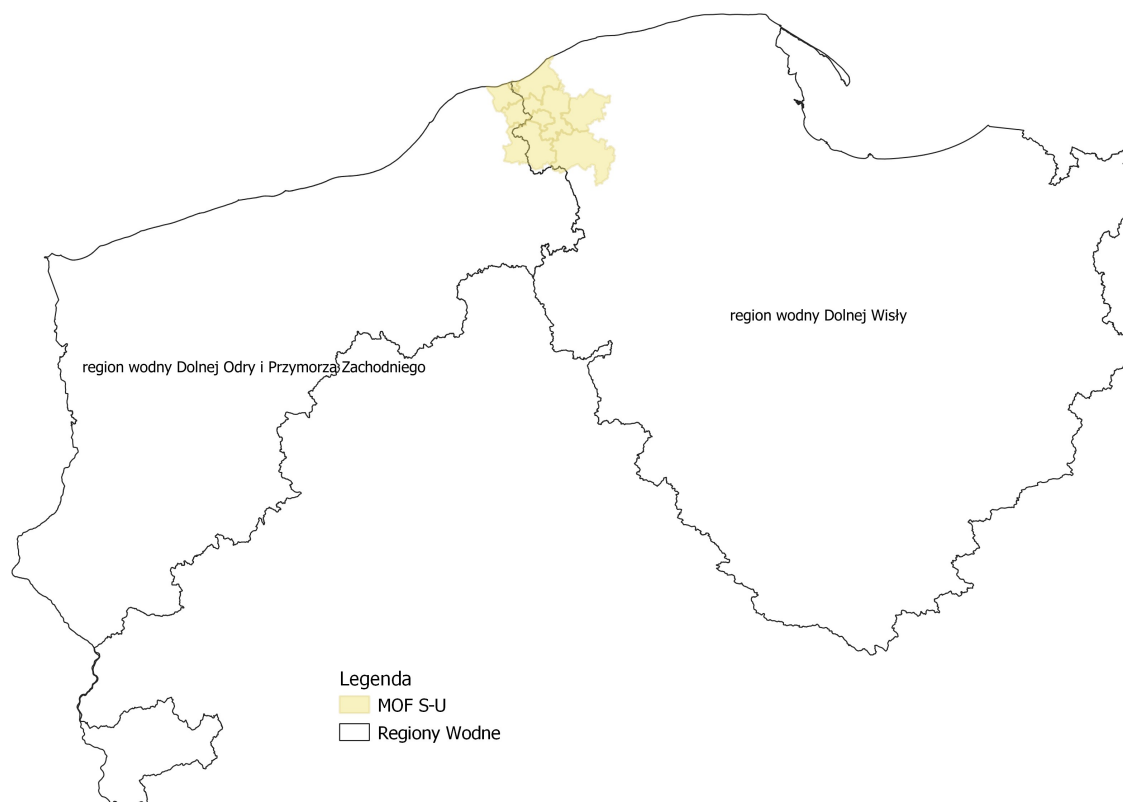 region wodny Dolnej Wisły
region wodny Dolnej Odry i Przymorza Zachodniego
Legenda
MOF S-U
Regiony Wodne